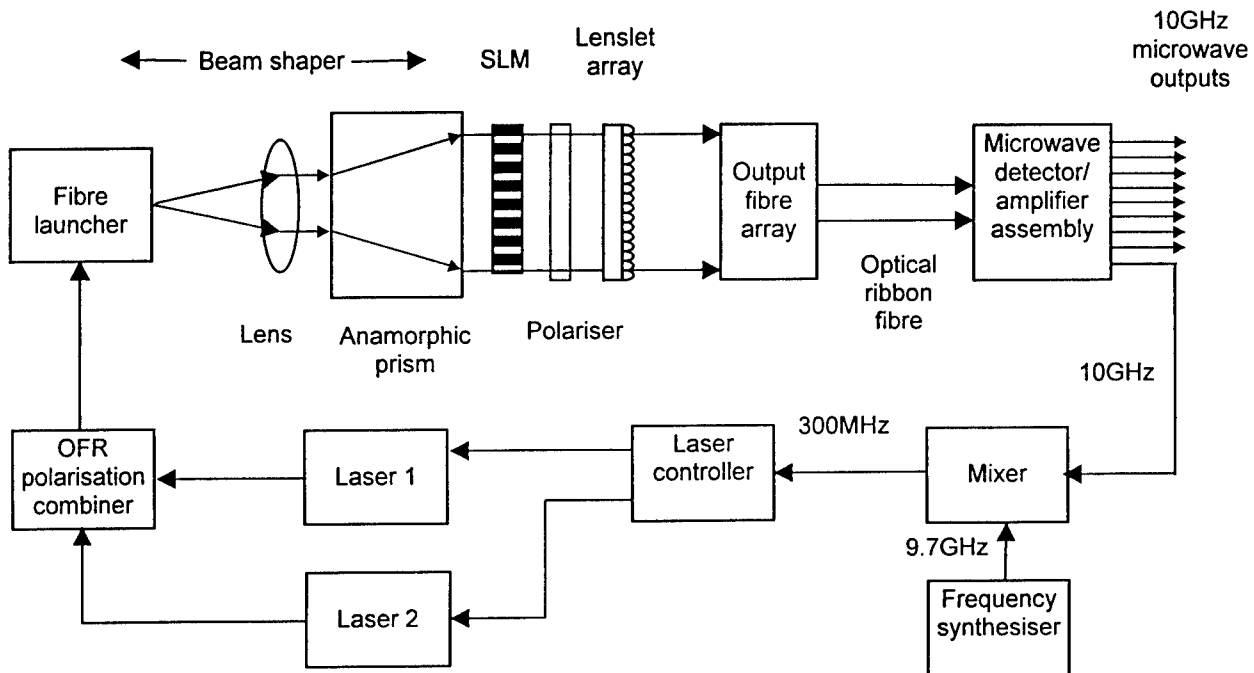 10GHz
microwave
outputs
Beam shaper
SLM
Lenslet
array
Fibre
launcher
Output
fibre
array
Microwave
detector/
amplifier
assembly
Optical
ribbon
fibre
Lens
Anamorphic
prism
Polariser
10GHz
OFR
polarisation
combiner
Laser 1
Laser
controller
300MHz
Mixer
9.7GHz
Laser 2
Frequency
synthesiser